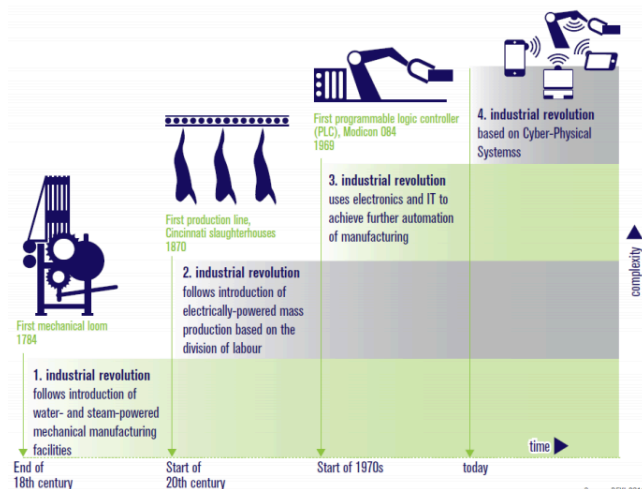 First programmable logic controller
(PLC), Modicon 084
1969
4. industrial revolution
based on Cyber-Physical
Systemss
3. industrial revolution
uses electronics and IT to
achieve further automation
of manufacturing
First production line,
Cincinnati slaughterhouses
1870
2. industrial revolution
follows introduction of
electrically-powered mass
production based on the
division of labour
First mechanical loom
1784
1. industrial revolution
follows introduction of
water- and steam-powered
mechanical manufacturing
facilities
complexity
time
End of
18th century
Start of
20th century
Start of 1970s
today